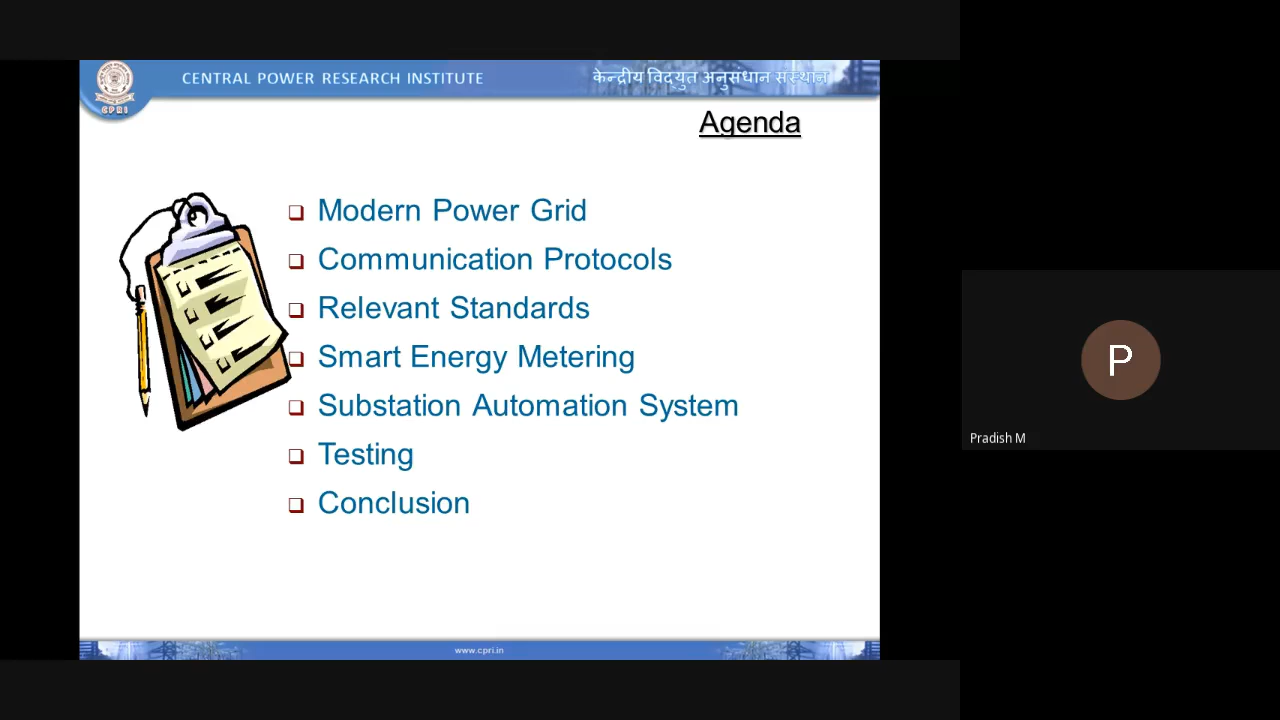 CENTRAL POWER RESEARCH INSTITUTE
केन्द्रीय विद्युत अनुसंधान संस्थान
CPRI
Agenda
Modern Power Grid
Communication Protocols
Relevant Standards
Smart Energy Metering
Substation Automation System
Testing
Conclusion
www.cpri.in
P
Pradish M